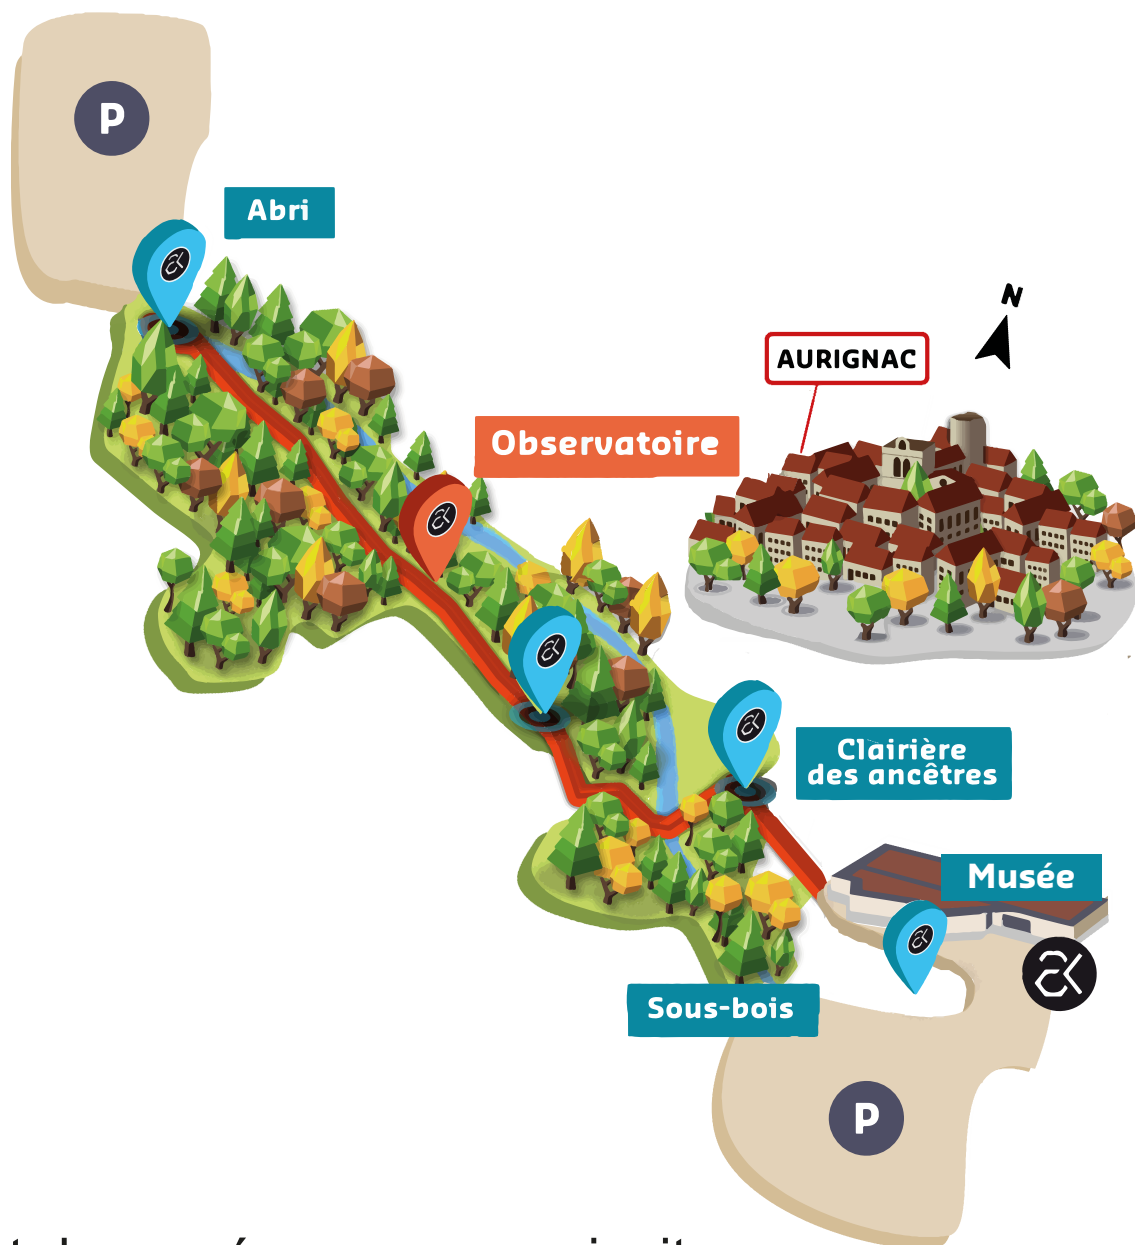 P
Abri
N
AURIGNAC
Observatoire
Clairière
des ancêtres
Musée
Sous-bois
P